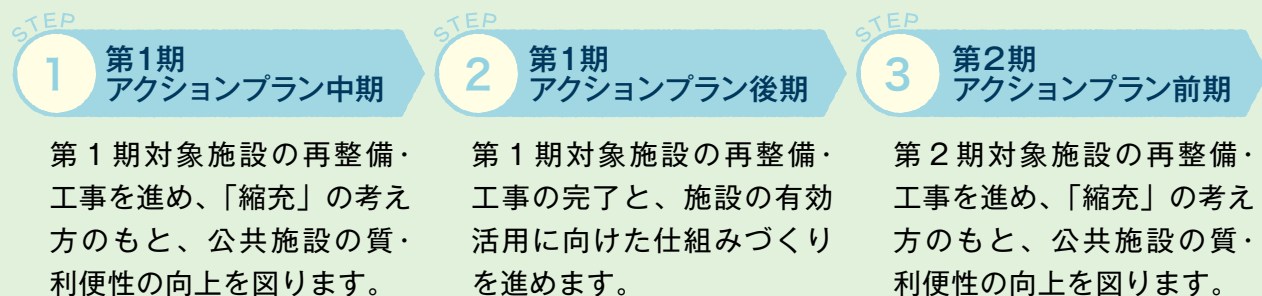 STEP
1
第1期
アクションプラン中期
第1期対象施設の再整備・
工事を進め、「縮充」の考え
方のもと、公共施設の質・
利便性の向上を図ります。
STEP
2
第1期
アクションプラン後期
第1期対象施設の再整備・
工事の完了と、施設の有効
活用に向けた仕組みづくり
を進めます。
STEP
3
第2期
アクションプラン前期
第2期対象施設の再整備・
工事を進め、「縮充」の考え
方のもと、公共施設の質・
利便性の向上を図ります。